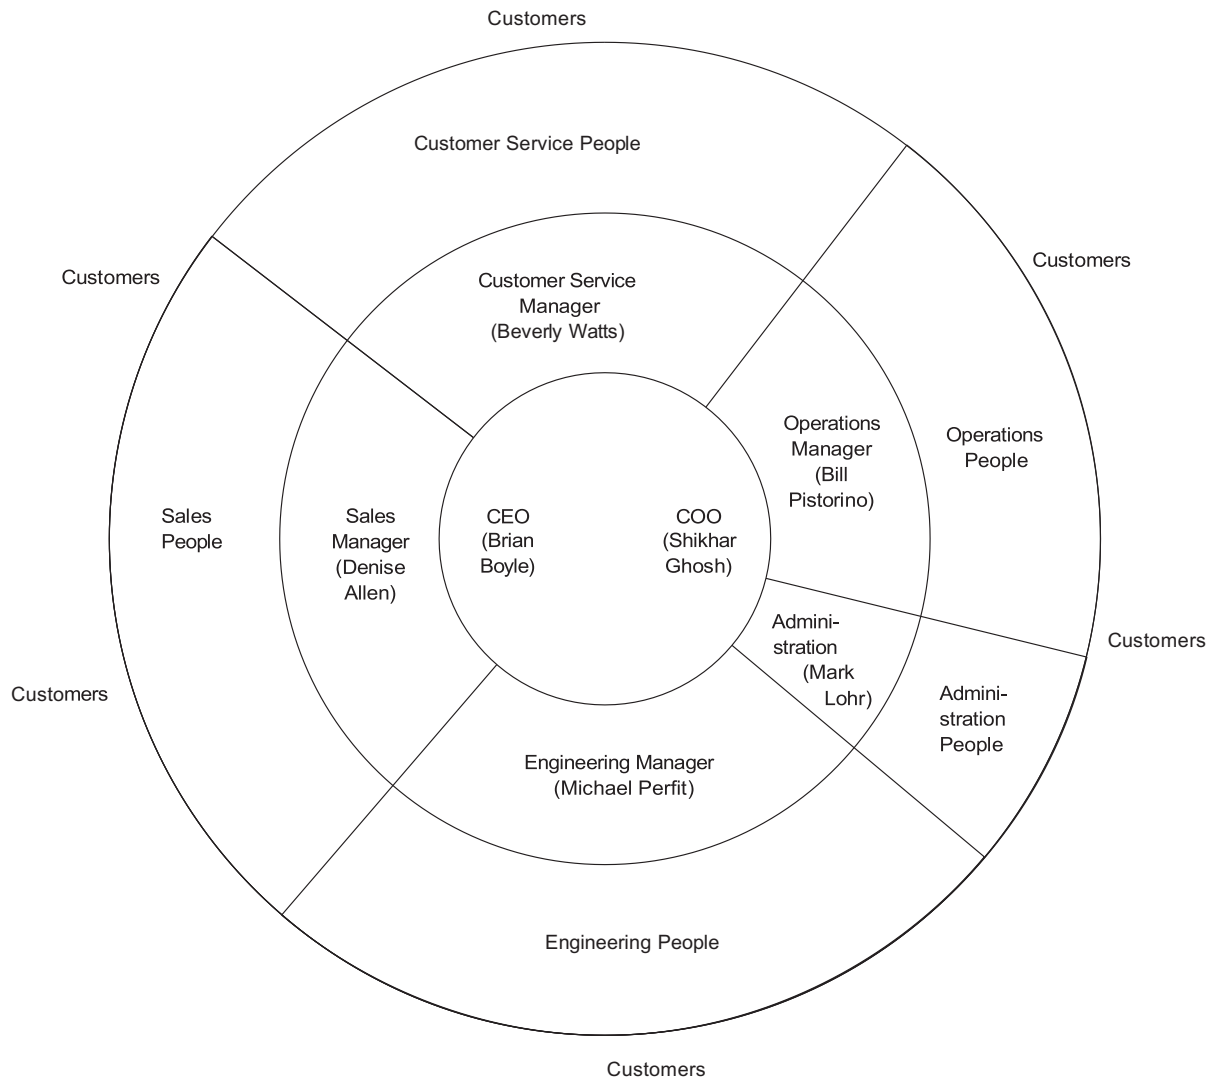 Customers
Customer Service People
Customers
Customers
Customer Service
Manager
(Beverly Watts)
Operations
Manager
(Bill
Pistorino)
Operations
People
Sales
People
Sales
Manager
(Denise
Allen)
CEO
(Brian
Boyle)
COO
(Shikhar
Ghosh)
Admini-
stration
(Mark
Lohr)
Customers
Customers
Admini-
stration
People
Engineering Manager
(Michael Perfit)
Engineering People
Customers